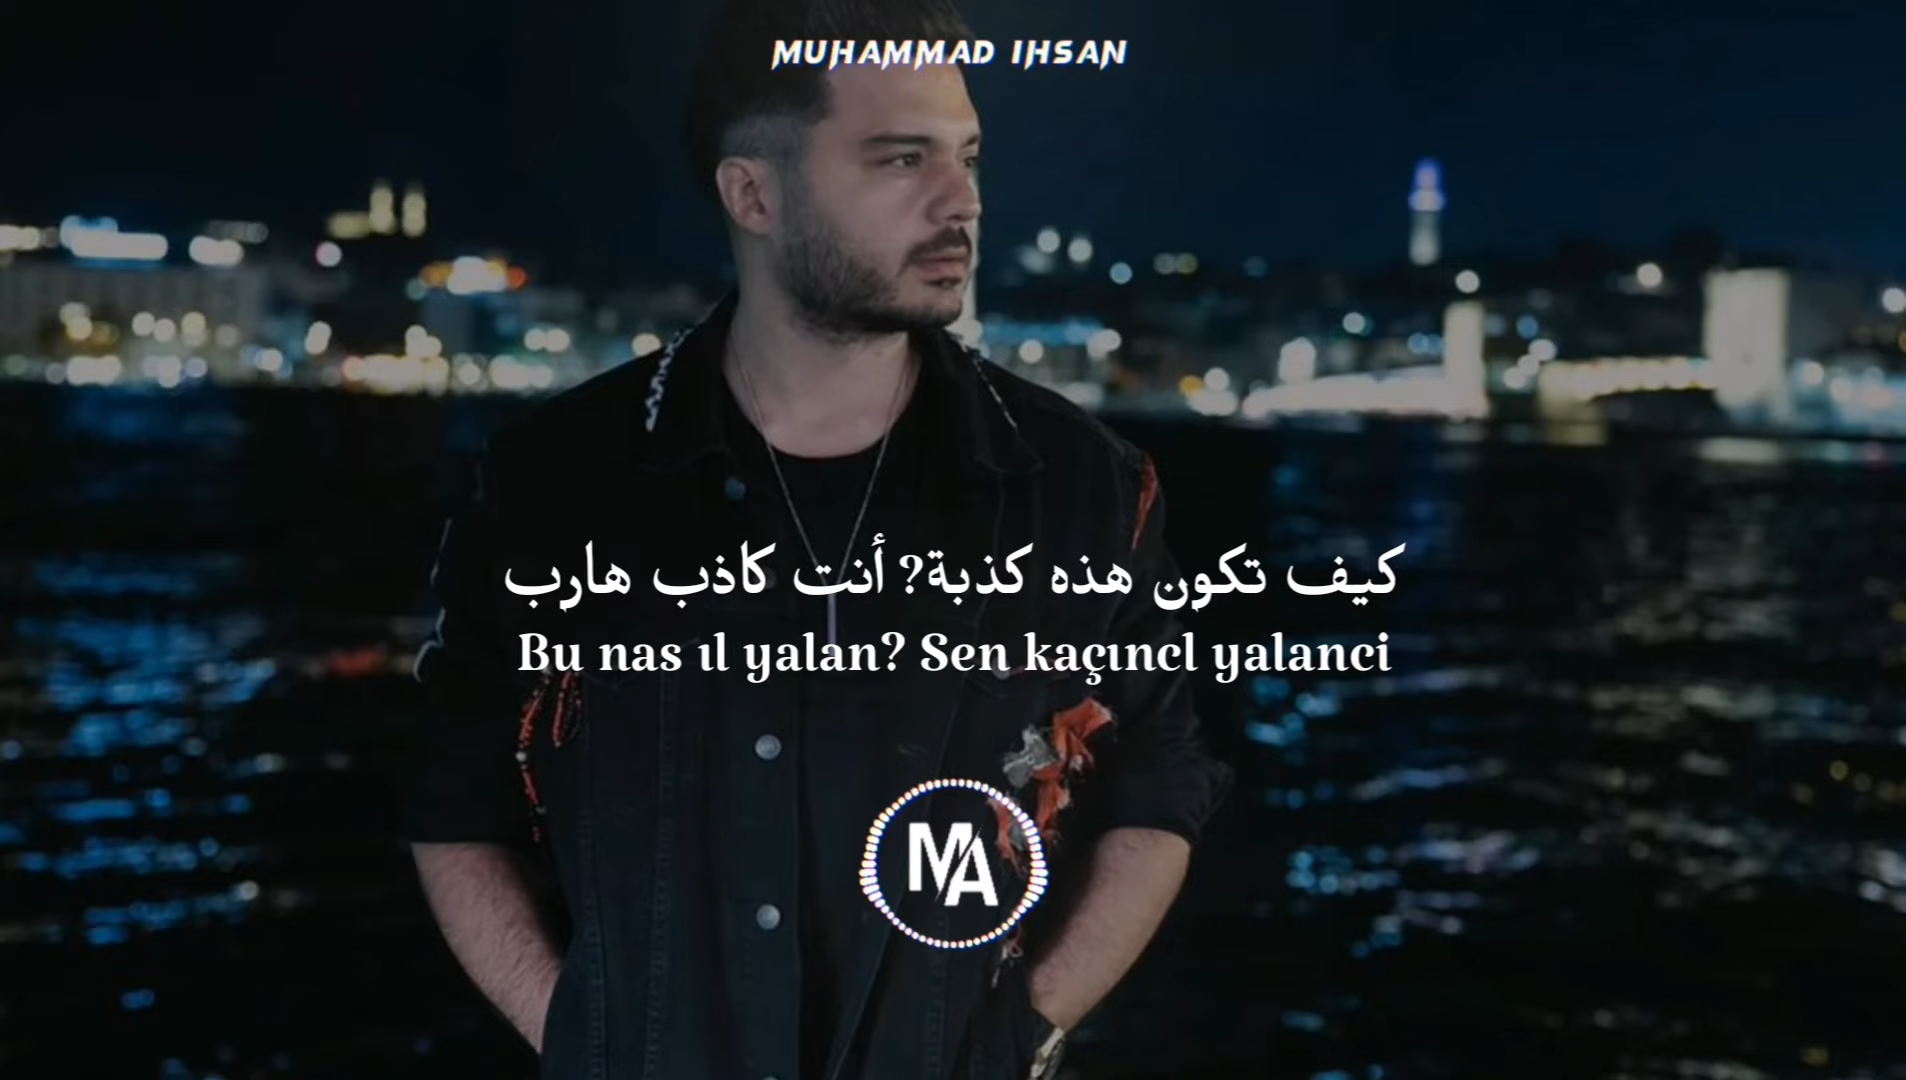 MUHAMMAD IHSAN
كيف تكون هذه كذبة? أنت كاذب هارب
Bu nas ıl yalan? Sen kaçıncl yalanci
MA